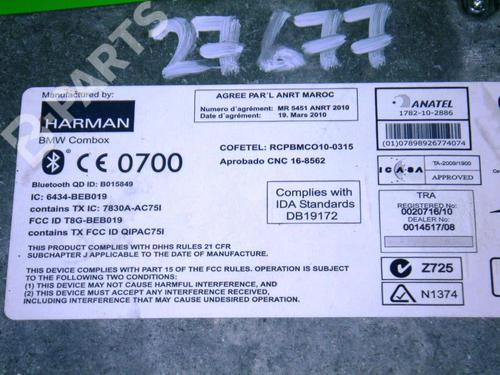 27677
B-PARTS
Manufactured by:
HARMAN
BMW Combox
CE 0700
Bluetooth QD ID: B015849
IC: 6434-BEB019
contains TX IC: 7830A-AC75I
FCC ID T8G-BEB019
contains TX FCC ID QIPAC75I
THIS PRODUCT COMPLIES WITH DHHS RULES 21 CFR
SUBCHAPTER J APPLICABLE TO THE DATE OF MANUFACTURE.
THIS DEVICE COMPLIES WITH PART 15 OF THE FCC RULES. OPERATION IS SUBJECT
TO THE FOLLOWING TWO CONDITIONS:
(1) THIS DEVICE MAY NOT CAUSE HARMFUL INTERFERENCE, AND
(2) THIS DEVICE MUST ACCEPT ANY INTERFERENCE RECEIVED,
INCLUDING INTERFERENCE THAT MAY CAUSE UNDESIRED OPERATION.
AGREE PAR'L ANRT MAROC
Numero d'agrément: MR 5451 ANRT 2010
Date d'agrément: 19. Mars 2010
COFETEL: RCPBMCO10-0315
Aprobado CNC 16-8562
Complies with
IDA Standards
DB19172
ANATEL
1782-10-2886
(01)07898926774074
ICASA
TA-2009/1900
APPROVED
TRA
REGISTERED No:
0020716/10
DEALER No:
0014517/08
Z725
N1374